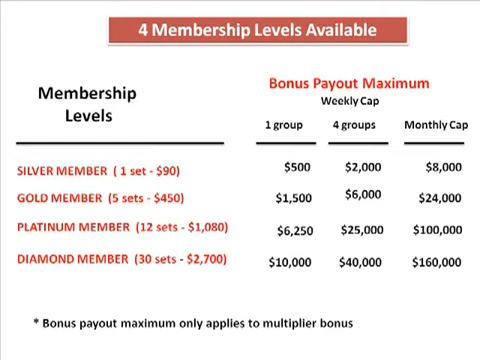 4 Membership Levels Available
Bonus Payout Maximum
Membership Levels
Weekly Cap
1 group 4 groups Monthly Cap
SILVER MEMBER ( 1 set - $90) $500 $2,000 $8,000
GOLD MEMBER (5 sets - $450) $1,500 $6,000 $24,000
PLATINUM MEMBER (12 sets - $1,080) $6,250 $25,000 $100,000
DIAMOND MEMBER (30 sets - $2,700) $10,000 $40,000 $160,000
* Bonus payout maximum only applies to multiplier bonus